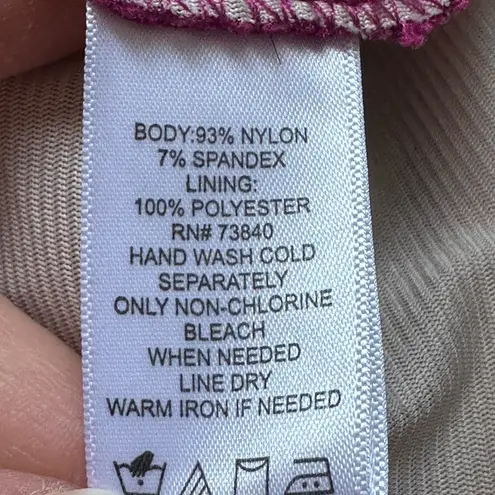 BODY:93% NYLON
7% SPANDEX
LINING:
100% POLYESTER
RN# 73840
HAND WASH COLD
SEPARATELY
ONLY NON-CHLORINE
BLEACH
WHEN NEEDED
LINE DRY
WARM IRON IF NEEDED